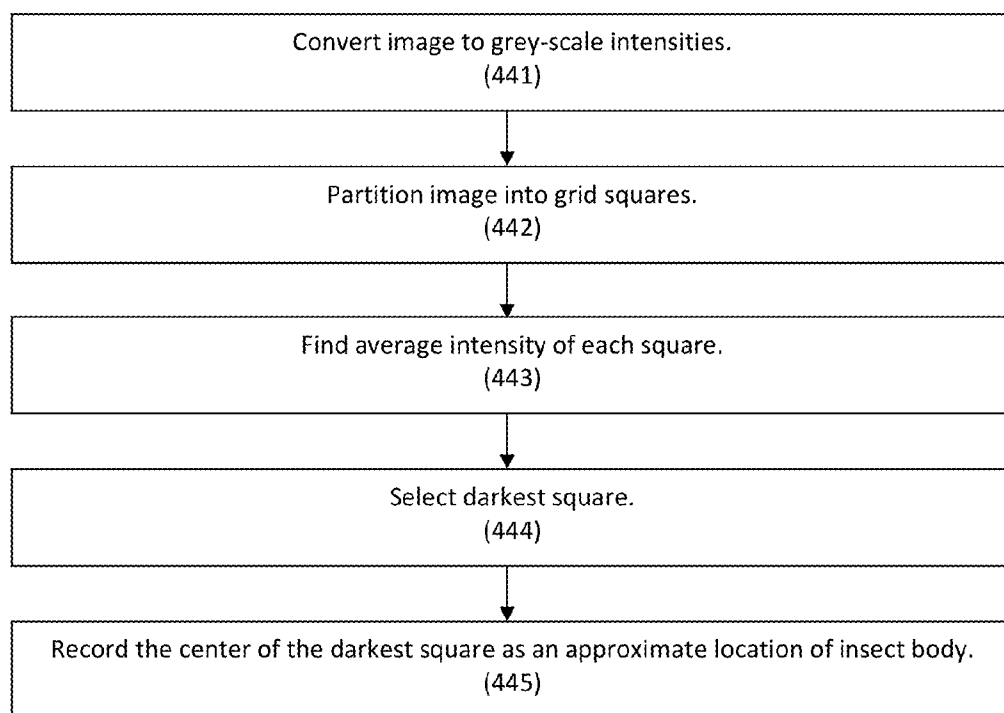 Convert image to grey-scale intensities.
(441)
Partition image into grid squares.
(442)
Find average intensity of each square.
(443)
Select darkest square.
(444)
Record the center of the darkest square as an approximate location of insect body.
(445)